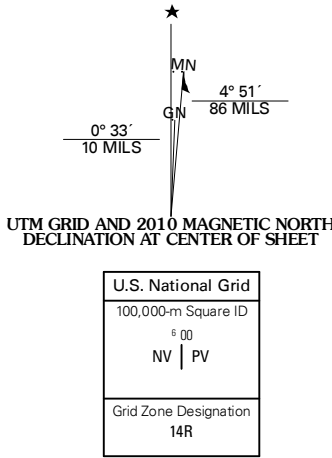 ★
MN
4° 51´
86 MILS
GN
0° 33´
10 MILS
UTM GRID AND 2010 MAGNETIC NORTH
DECLINATION AT CENTER OF SHEET
U.S. National Grid
100,000-m Square ID
6 00
NV | PV
Grid Zone Designation
14R